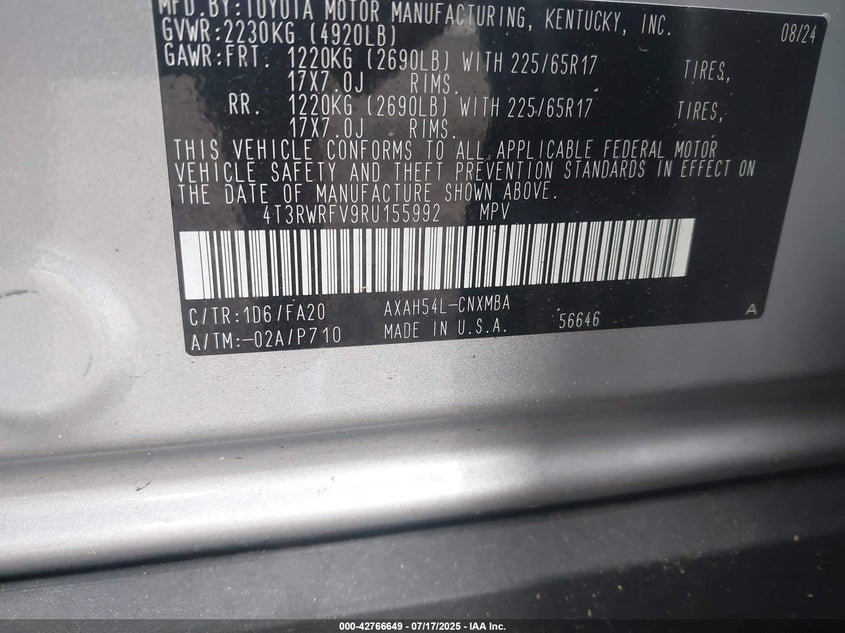 MFD.BY:TOYOTA MOTOR MANUFACTURING, KENTUCKY, INC. 08/24
GVWR:2230KG (4920LB)
GAWR:FRT. 1220KG (2690LB) WITH 225/65R17 TIRES,
17X7.0J RIMS.
RR. 1220KG (2690LB) WITH 225/65R17 TIRES,
17X7.0J RIMS.
THIS VEHICLE CONFORMS TO ALL APPLICABLE FEDERAL MOTOR
VEHICLE SAFETY AND THEFT PREVENTION STANDARDS IN EFFECT ON
THE DATE OF MANUFACTURE SHOWN ABOVE.
4T3RWRFV9RU155992 MPV
C/TR:1D6/FA20 AXAH54L-CNXMBA
A/TM:-02A/P710 MADE IN U.S.A. 56646 A
000-42766649 - 07/17/2025 - IAA Inc.